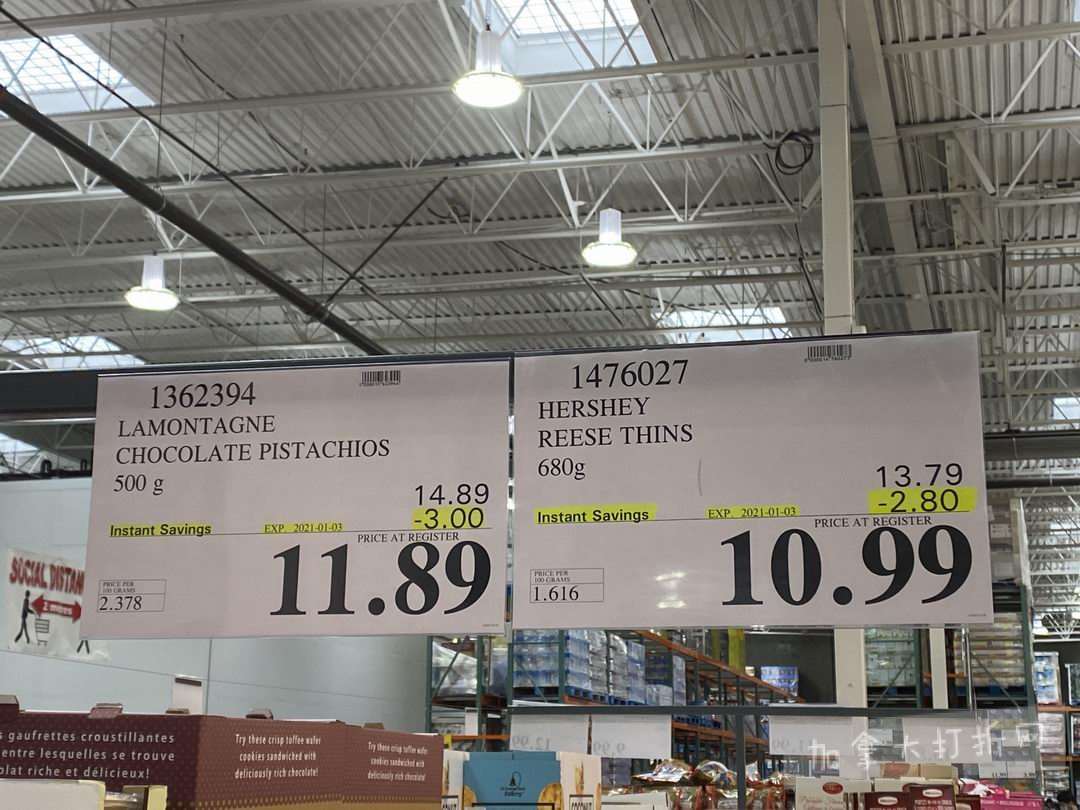 1362394
LAMONTAGNE
CHOCOLATE PISTACHIOS
500 g
14.89
-3.00
Instant Savings
EXP. 2021-01-03
PRICE AT REGISTER
11.89
PRICE PER
100 GRAMS
2.378
1476027
HERSHEY
REESE THINS
680g
13.79
-2.80
Instant Savings
EXP. 2021-01-03
PRICE AT REGISTER
10.99
PRICE PER
100 GRAMS
1.616
SOCIAL DISTAN
2 metres
gaufrettes croustillantes
entre lesquelles se trouve
olat riche et délicieux!
Try these crisp toffee wafer
cookies sandwiched with
deliciously rich chocolate!
Try these crisp toffee wafer
cookies sandwiched with
deliciously rich chocolate!
加拿大打折网